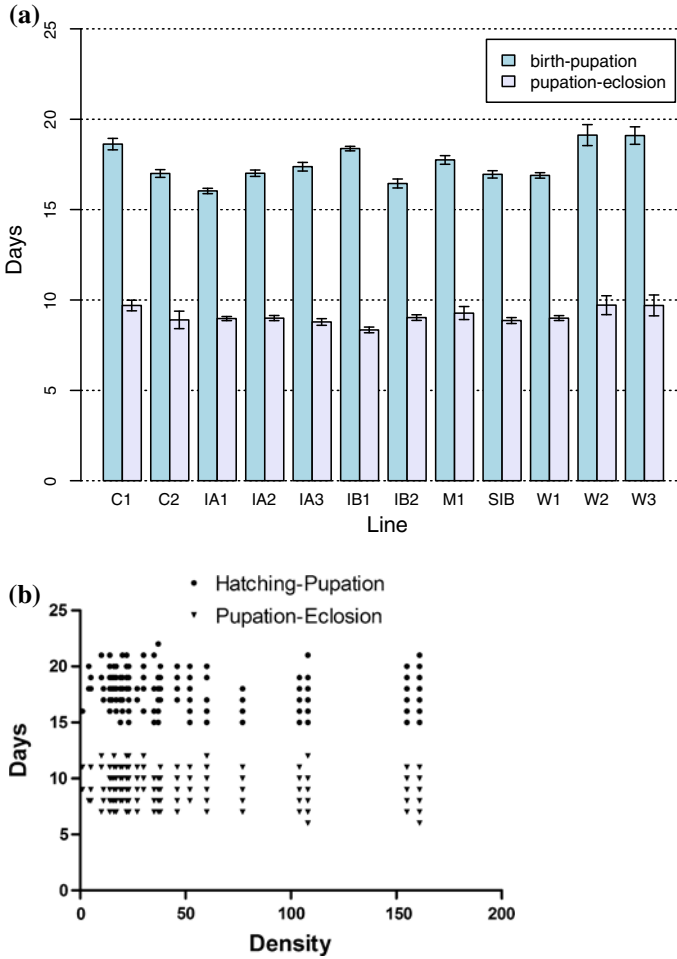 (a)
25
20
15
10
5
0
Days
birth-pupation
pupation-eclosion
C1 C2 IA1 IA2 IA3 IB1 IB2 M1 SIB W1 W2 W3
Line
(b)
Hatching-Pupation
Pupation-Eclosion
25
20
15
10
5
0
Days
0 50 100 150 200
Density